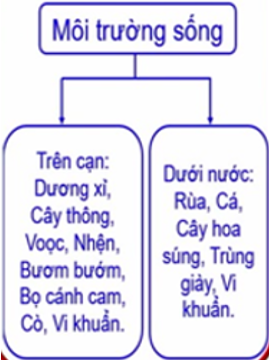 Môi trường sống
Trên cạn:
Dương xỉ,
Cây thông,
Voọc, Nhện,
Bươm bướm,
Bọ cánh cam,
Cò, Vi khuẩn.
Dưới nước:
Rùa, Cá,
Cây hoa
súng, Trùng
giày, Vi
khuẩn.